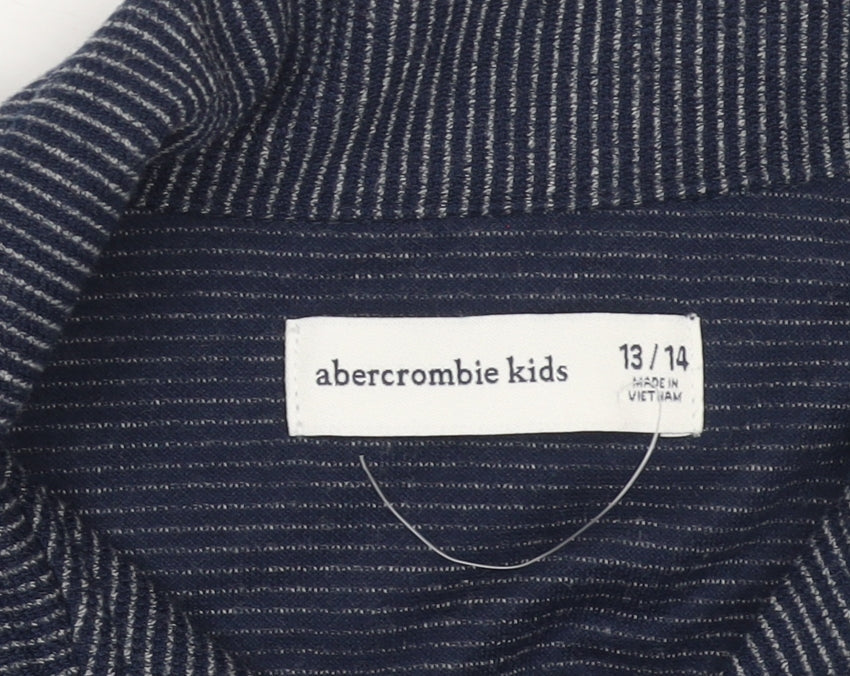 abercrombie kids
13 / 14
MADE IN
VIETNAM